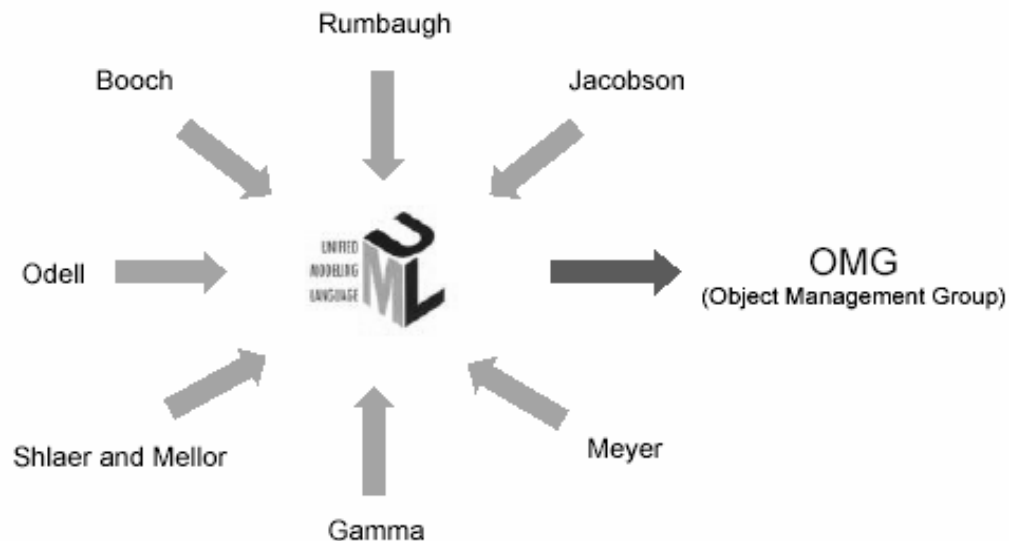 Rumbaugh
Booch
Jacobson
UML
UNIFIED
MODELING
LANGUAGE
Odell
OMG
(Object Management Group)
Shlaer and Mellor
Meyer
Gamma